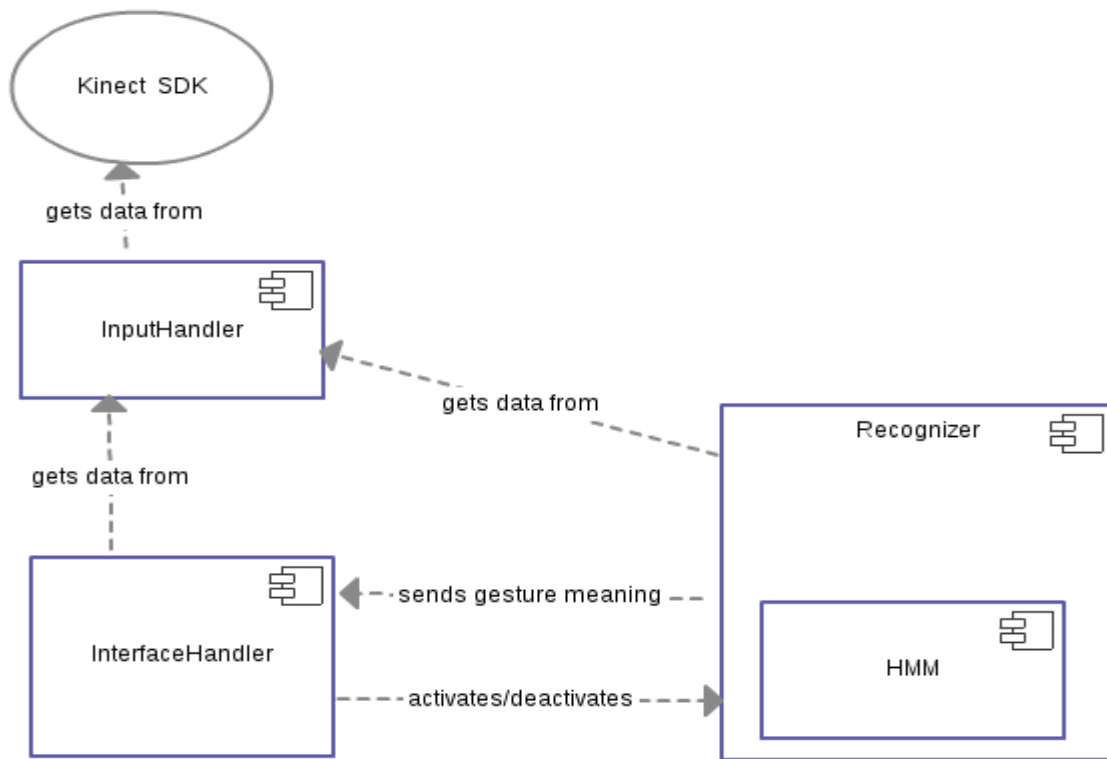 Kinect SDK
gets data from
InputHandler
gets data from
Recognizer
gets data from
sends gesture meaning
InterfaceHandler
HMM
activates/deactivates